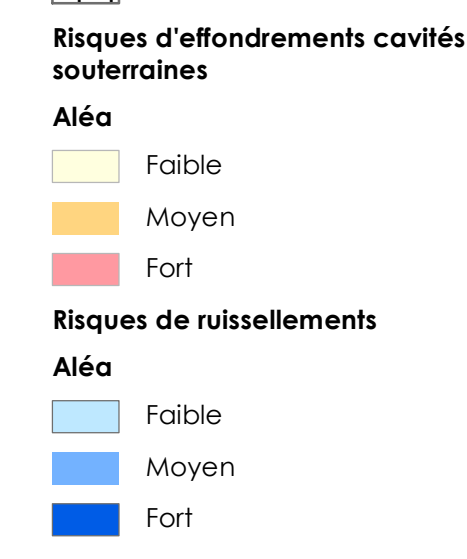 Risques d'effondrements cavités
souterraines
Aléa
Faible
Moyen
Fort
Risques de ruissellements
Aléa
Faible
Moyen
Fort